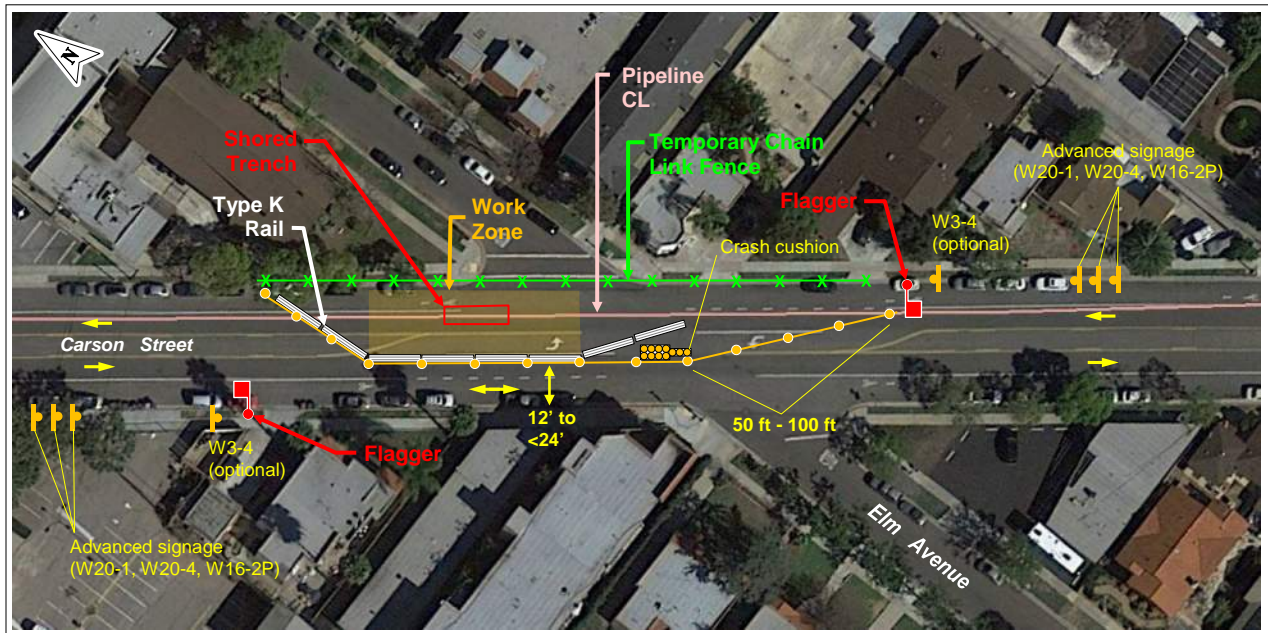 N
Pipeline
CL
Shored
Trench
Temporary Chain
Link Fence
Advanced signage
(W20-1, W20-4, W16-2P)
Type K
Rail
Work
Zone
Flagger
W3-4
(optional)
Crash cushion
Carson Street
12' to
<24'
50 ft - 100 ft
W3-4
(optional)
Flagger
Elm Avenue
Advanced signage
(W20-1, W20-4, W16-2P)